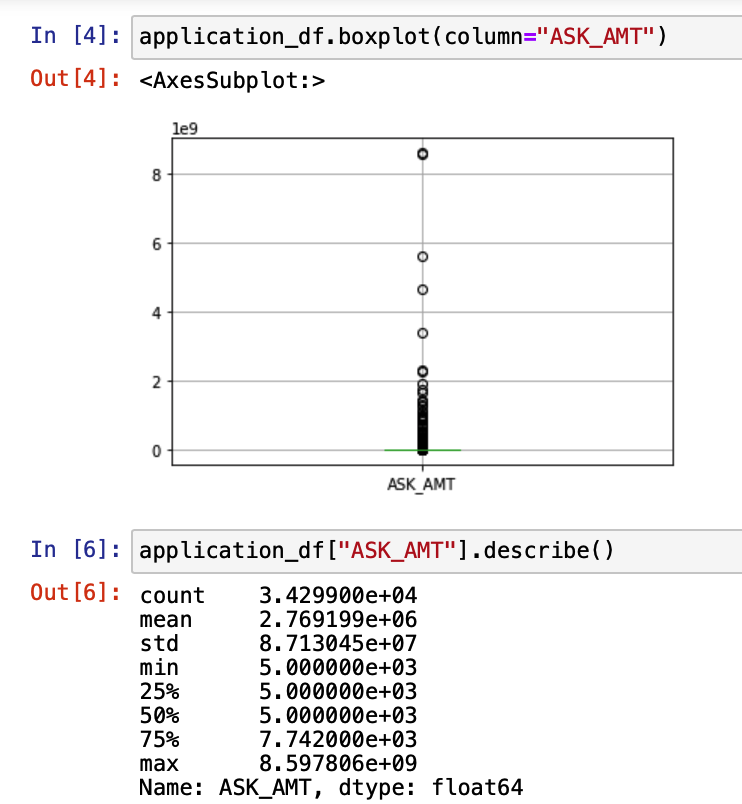 In [4]: application_df.boxplot(column="ASK_AMT")
Out[4]: <AxesSubplot:>
1e9
8
6
4
2
0
ASK_AMT
In [6]: application_df["ASK_AMT"].describe()
Out[6]: count    3.429900e+04
mean     2.769199e+06
std      8.713045e+07
min      5.000000e+03
25%      5.000000e+03
50%      5.000000e+03
75%      7.742000e+03
max      8.597806e+09
Name: ASK_AMT, dtype: float64